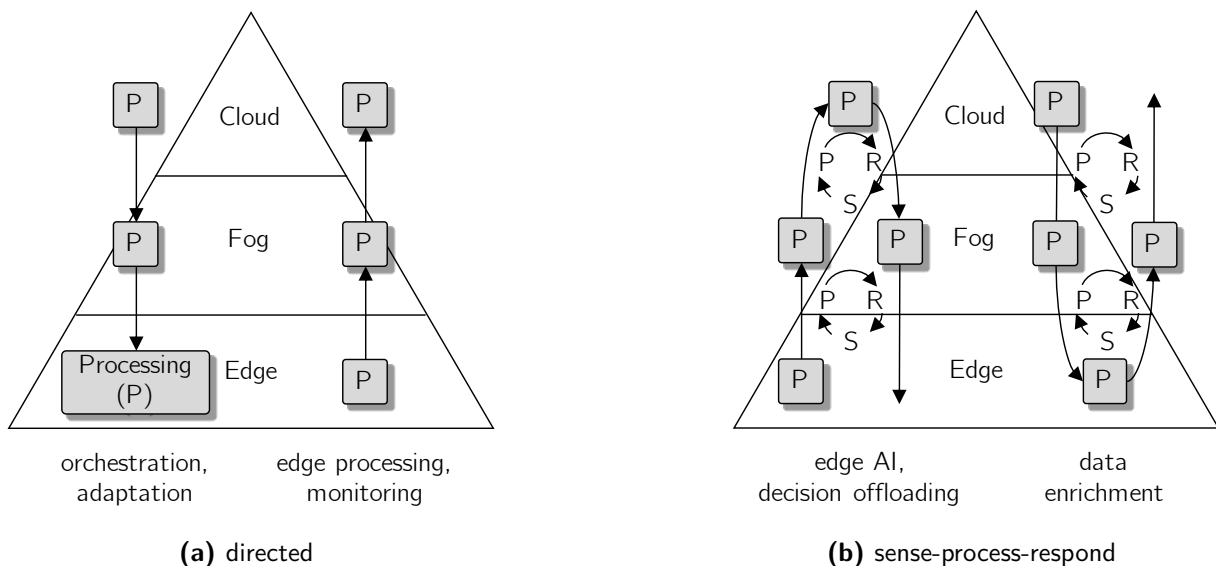 P
P
Cloud
P
Fog
P
Processing
(P)
Edge
P
orchestration,
adaptation
edge processing,
monitoring
(a) directed
P
P
Cloud
P
R
P
R
S
S
P
P
Fog
P
P
P
R
P
R
S
S
P
Edge
P
edge AI,
decision offloading
data
enrichment
(b) sense-process-respond